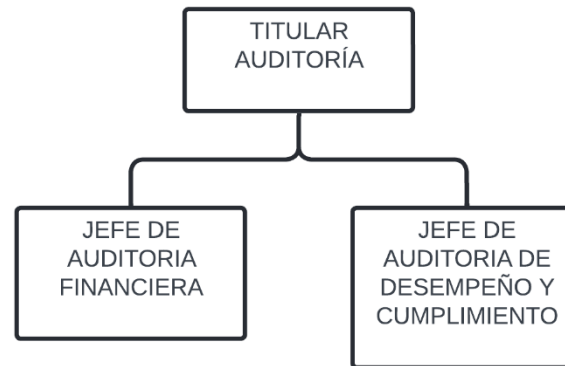 TITULAR
AUDITORÍA
JEFE DE
AUDITORIA
FINANCIERA
JEFE DE
AUDITORIA DE
DESEMPEÑO Y
CUMPLIMIENTO